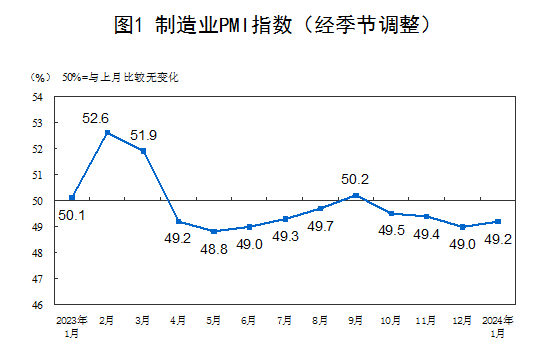 图1 制造业PMI指数（经季节调整）
（%） 50%=与上月比较无变化
54
53
52
51
50
49
48
47
46
52.6
51.9
50.1
49.2
48.8
49.0
49.3
49.7
50.2
49.5
49.4
49.0
49.2
2023年
1月
2月
3月
4月
5月
6月
7月
8月
9月
10月
11月
12月
2024年
1月